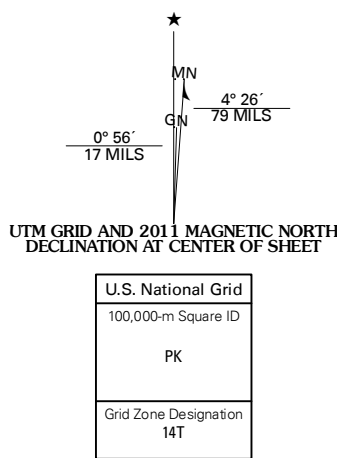 ★
MN
GN
0° 56´
17 MILS
4° 26´
79 MILS
UTM GRID AND 2011 MAGNETIC NORTH
DECLINATION AT CENTER OF SHEET
U.S. National Grid
100,000-m Square ID
PK
Grid Zone Designation
14T